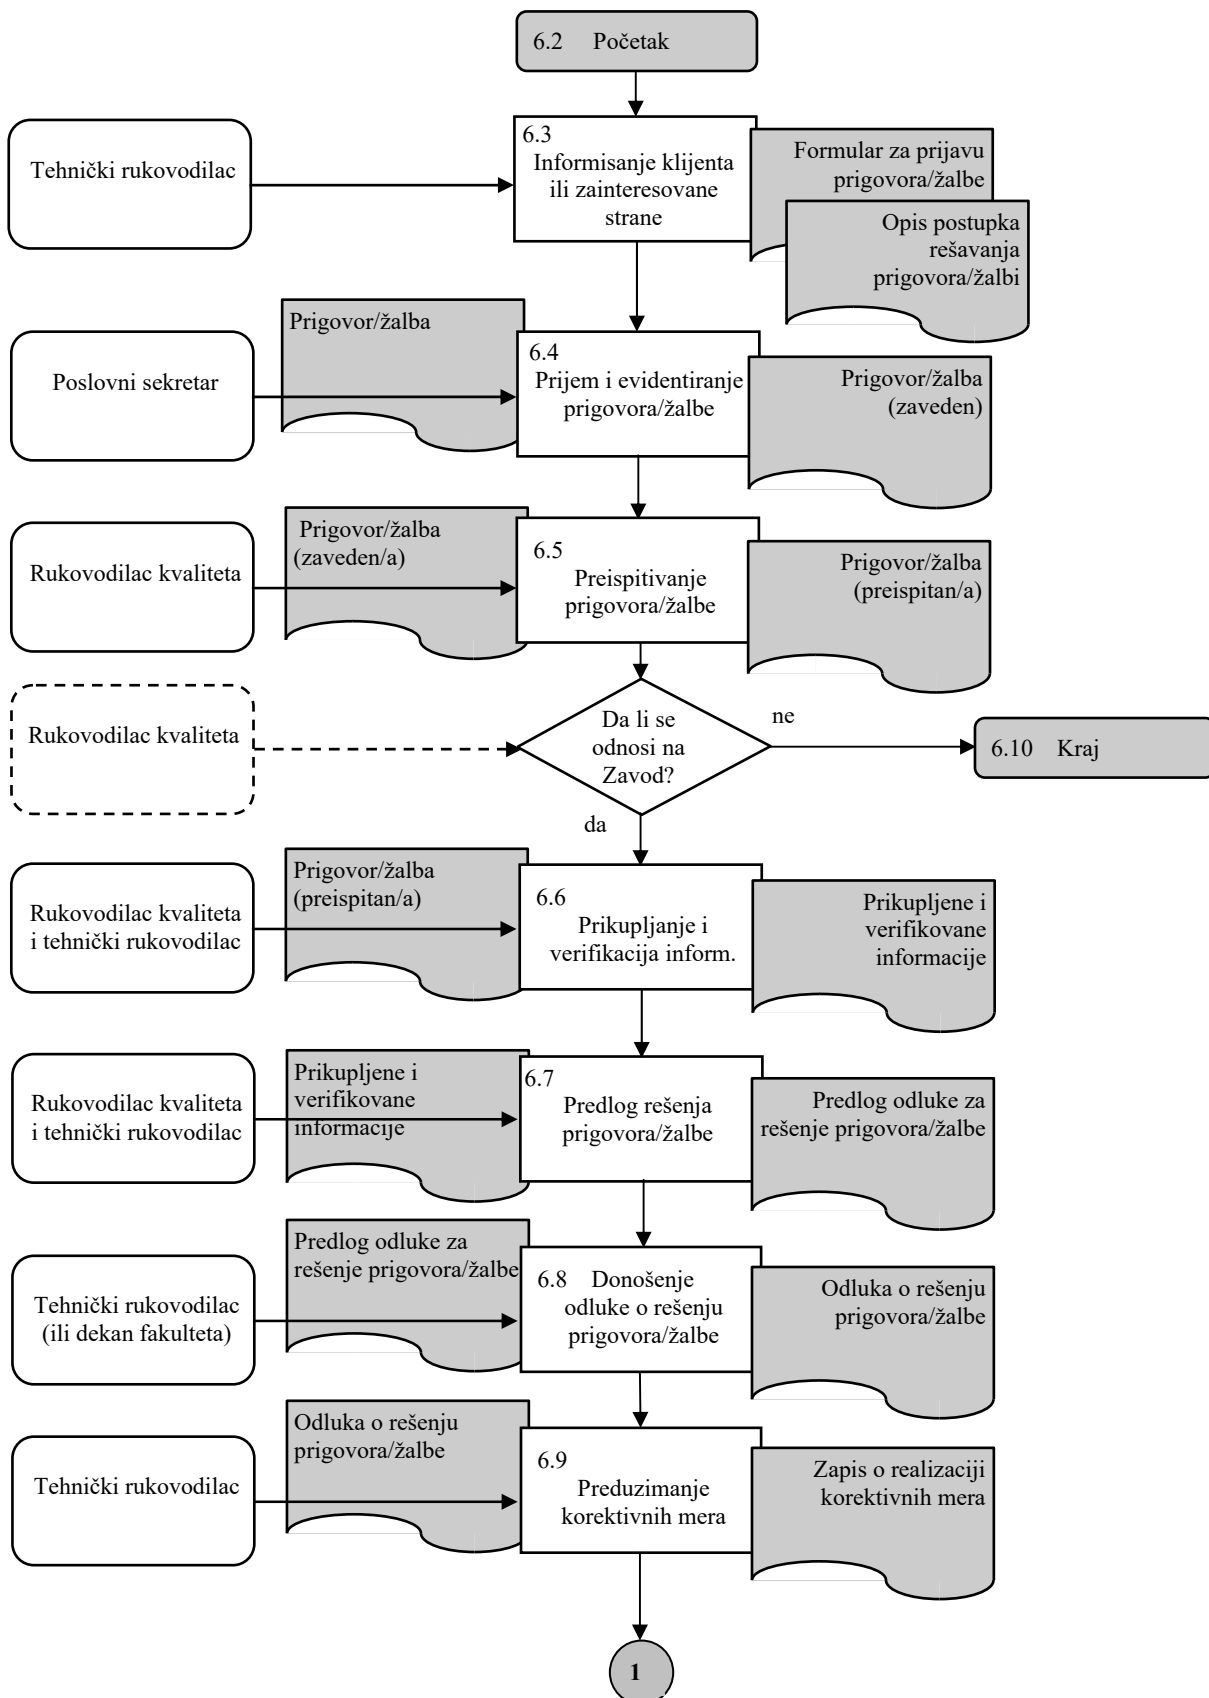 6.2 Početak
Tehnički rukovodilac
6.3
Informisanje klijenta
ili zainteresovane
strane
Formular za prijavu
prigovora/žalbe
Opis postupka
rešavanja
prigovora/žalbi
Poslovni sekretar
Prigovor/žalba
6.4
Prijem i evidentiranje
prigovora/žalbe
Prigovor/žalba
(zaveden)
Rukovodilac kvaliteta
Prigovor/žalba
(zaveden/a)
6.5
Preispitivanje
prigovora/žalbe
Prigovor/žalba
(preispitan/a)
Rukovodilac kvaliteta
Da li se
odnosi na
Zavod?
ne
6.10 Kraj
da
Rukovodilac kvaliteta
i tehnički rukovodilac
Prigovor/žalba
(preispitan/a)
6.6
Prikupljanje i
verifikacija inform.
Prikupljene i
verifikovane
informacije
Rukovodilac kvaliteta
i tehnički rukovodilac
Prikupljene i
verifikovane
informacije
6.7
Predlog rešenja
prigovora/žalbe
Predlog odluke za
rešenje prigovora/žalbe
Tehnički rukovodilac
(ili dekan fakulteta)
Predlog odluke za
rešenje prigovora/žalbe
6.8 Donošenje
odluke o rešenju
prigovora/žalbe
Odluka o rešenju
prigovora/žalbe
Tehnički rukovodilac
Odluka o rešenju
prigovora/žalbe
6.9
Preduzimanje
korektivnih mera
Zapis o realizaciji
korektivnih mera
1